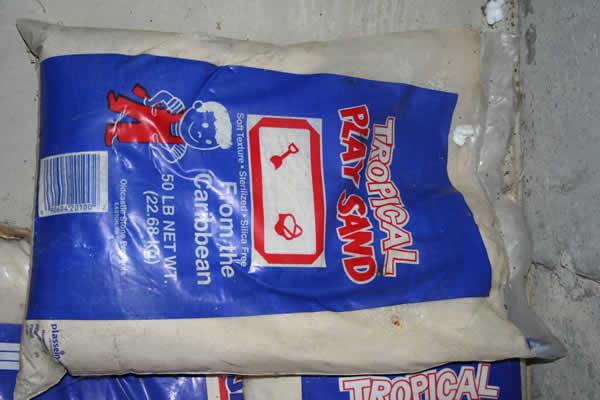 TROPICAL
PLAY SAND
Soft Texture • Sterilized • Silica Free
From the
Caribbean
50 LB NET WT.
(22.68 KG)
plassein
TROPICAL